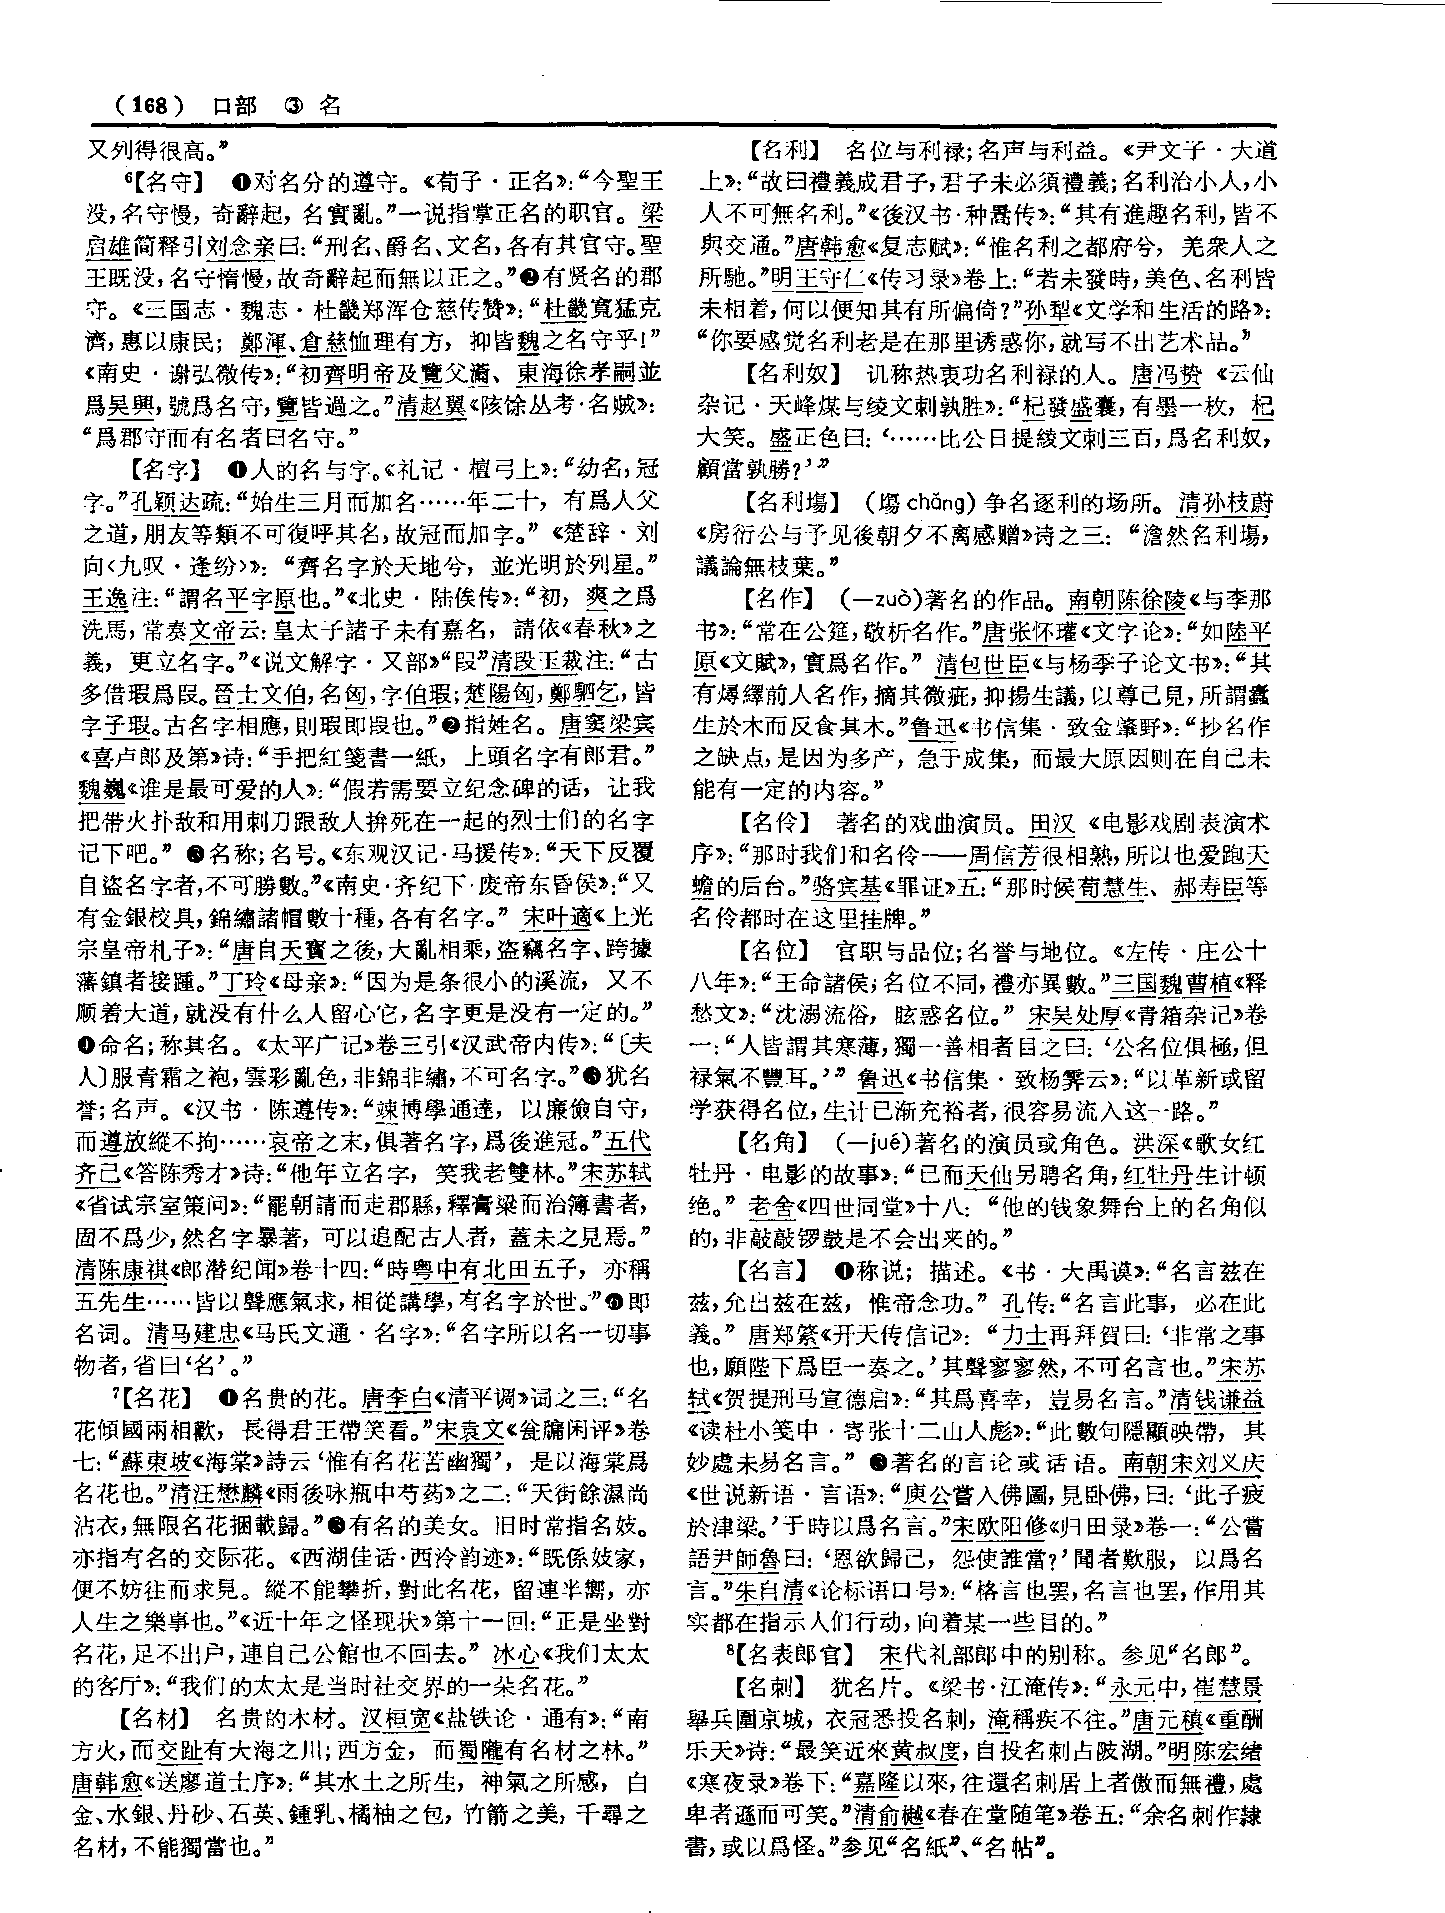 （168） 口部 ③ 名
又列得很高。”
⁶【名守】 ❶对名分的遵守。《荀子·正名》：“今聖王
没，名守慢，奇辭起，名實亂。”一说指掌正名的职官。梁
启雄简释引刘念亲曰：“刑名、爵名、文名，各有其官守。聖
王既没，名守惰慢，故奇辭起而無以正之。”❷有贤名的郡
守。《三国志·魏志·杜畿郑浑仓慈传赞》：“杜畿寬猛克
濟，惠以康民；鄭渾、倉慈恤理有方，抑皆魏之名守乎！”
《南史·谢弘微传》：“初齊明帝及覽父瀹、東海徐孝嗣並
爲吴興，號爲名守，覽皆過之。”清赵翼《陔馀丛考·名贼》：
“爲郡守而有名者曰名守。”
【名字】 ❶人的名与字。《礼记·檀弓上》：“幼名，冠
字。”孔颖达疏：“始生三月而加名……年二十，有爲人父
之道，朋友等類不可復呼其名，故冠而加字。”《楚辞·刘
向〈九叹·逢纷〉》：“齊名字於天地兮，並光明於列星。”
王逸注：“謂名平字原也。”《北史·陆俟传》：“初，爽之爲
洗馬，常奏文帝云：皇太子諸子未有嘉名，請依《春秋》之
義，更立名字。”《说文解字·又部》“叚”清段玉裁注：“古
多借瑕爲叚。晉士文伯，名匄，字伯瑕；楚陽匄，鄭駟乞，皆
字子瑕。古名字相應，則瑕即叚也。”❷指姓名。唐窦梁宾
《喜卢郎及第》诗：“手把紅箋書一紙，上頭名字有郎君。”
魏巍《谁是最可爱的人》：“假若需要立纪念碑的话，让我
把带火扑敌和用刺刀跟敌人拚死在一起的烈士们的名字
记下吧。”❸名称；名号。《东观汉记·马援传》：“天下反覆
自盗名字者，不可勝數。”《南史·齐纪下·废帝东昏侯》：“又
有金銀校具，錦繡諸帽數十種，各有名字。”宋叶適《上光
宗皇帝札子》：“唐自天寶之後，大亂相乘，盜竊名字、跨據
藩鎮者接踵。”丁玲《母亲》：“因为是条很小的溪流，又不
顺着大道，就没有什么人留心它，名字更是没有一定的。”
❹命名；称其名。《太平广记》卷三引《汉武帝内传》：“〔夫
人〕服青霜之袍，雲彩亂色，非錦非繡，不可名字。”❺犹名
誉；名声。《汉书·陈遵传》：“竦博學通達，以廉儉自守，
而遵放縱不拘……哀帝之末，俱著名字，爲後進冠。”五代
齐己《答陈秀才》诗：“他年立名字，笑我老雙林。”宋苏轼
《省试宗室策问》：“罷朝請而走郡縣，釋膏粱而治簿書者，
固不爲少，然名字暴著，可以追配古人者，蓋未之見焉。”
清陈康祺《郎潜纪闻》卷十四：“時粤中有北田五子，亦稱
五先生……皆以聲應氣求，相從講學，有名字於世。”❻即
名词。清马建忠《马氏文通·名字》：“名字所以名一切事
物者，省曰‘名’。”
⁷【名花】 ❶名贵的花。唐李白《清平调》词之三：“名
花傾國兩相歡，長得君王帶笑看。”宋袁文《瓮牖闲评》卷
七：“蘇東坡《海棠》詩云‘惟有名花苦幽獨’，是以海棠爲
名花也。”清汪懋麟《雨後咏瓶中芍药》之二：“天街餘濕尚
沾衣，無限名花捆載歸。”❷有名的美女。旧时常指名妓。
亦指有名的交际花。《西湖佳话·西泠韵迹》：“既係妓家，
便不妨往而求見。縱不能攀折，對此名花，留連半嚮，亦
人生之樂事也。”《近十年之怪现状》第十一回：“正是坐對
名花，足不出户，連自己公館也不回去。”冰心《我们太太
的客厅》：“我们的太太是当时社交界的一朵名花。”
【名材】 名贵的木材。汉桓宽《盐铁论·通有》：“南
方火，而交趾有大海之川；西方金，而蜀隴有名材之林。”
唐韩愈《送廖道士序》：“其水土之所生，神氣之所感，白
金、水銀、丹砂、石英、鍾乳、橘柚之包，竹箭之美，千尋之
名材，不能獨當也。”
【名利】 名位与利禄；名声与利益。《尹文子·大道
上》：“故曰禮義成君子，君子未必須禮義；名利治小人，小
人不可無名利。”《後汉书·种暠传》：“其有進趣名利，皆不
與交通。”唐韩愈《复志赋》：“惟名利之都府兮，羌衆人之
所馳。”明王守仁《传习录》卷上：“若未發時，美色、名利皆
未相着，何以便知其有所偏倚？”孙犁《文学和生活的路》：
“你要感觉名利老是在那里诱惑你，就写不出艺术品。”
【名利奴】 讥称热衷功名利禄的人。唐冯贽《云仙
杂记·天峰煤与绫文刺孰胜》：“杞發盛囊，有墨一枚，杞
大笑。盛正色曰：‘……比公日提綾文刺三百，爲名利奴，
顧當孰勝？’”
【名利塲】 （塲 chǎng）争名逐利的场所。清孙枝蔚
《房衍公与予见後朝夕不离感赠》诗之三：“澹然名利塲，
議論無枝葉。”
【名作】 （—zuò）著名的作品。南朝陈徐陵《与李那
书》：“常在公筵，敬析名作。”唐张怀瓘《文字论》：“如陸平
原《文賦》，實爲名作。”清包世臣《与杨季子论文书》：“其
有燖繹前人名作，摘其微疵，抑揚生議，以尊己見，所謂蠹
生於木而反食其木。”鲁迅《书信集·致金肇野》：“抄名作
之缺点，是因为多产，急于成集，而最大原因则在自己未
能有一定的内容。”
【名伶】 著名的戏曲演员。田汉《电影戏剧表演术
序》：“那时我们和名伶——周信芳很相熟，所以也爱跑天
蟾的后台。”骆宾基《罪证》五：“那时候荀慧生、郝寿臣等
名伶都时在这里挂牌。”
【名位】 官职与品位；名誉与地位。《左传·庄公十
八年》：“王命諸侯；名位不同，禮亦異數。”三国魏曹植《释
愁文》：“沈溺流俗，眩惑名位。”宋吴处厚《青箱杂记》卷
一：“人皆謂其寒薄，獨一善相者目之曰：‘公名位俱極，但
禄氣不豐耳。’”鲁迅《书信集·致杨霁云》：“以革新或留
学获得名位，生计已渐充裕者，很容易流入这一路。”
【名角】 （—jué）著名的演员或角色。洪深《歌女红
牡丹·电影的故事》：“已而天仙另聘名角，红牡丹生计顿
绝。”老舍《四世同堂》十八：“他的钱象舞台上的名角似
的，非敲敲锣鼓是不会出来的。”
【名言】 ❶称说；描述。《书·大禹谟》：“名言兹在
兹，允出兹在兹，惟帝念功。”孔传：“名言此事，必在此
義。”唐郑綮《开天传信记》：“力士再拜賀曰：‘非常之事
也，願陛下爲臣一奏之。’其聲寥寥然，不可名言也。”宋苏
轼《贺提刑马宣德启》：“其爲喜幸，豈易名言。”清钱谦益
《读杜小笺中·寄张十二山人彪》：“此數句隱顯映帶，其
妙處未易名言。”❷著名的言论或话语。南朝宋刘义庆
《世说新语·言语》：“庾公嘗入佛圖，見卧佛，曰：‘此子疲
於津梁。’于時以爲名言。”宋欧阳修《归田录》卷一：“公嘗
語尹師魯曰：‘恩欲歸己，怨使誰當？’聞者歎服，以爲名
言。”朱自清《论标语口号》：“格言也罢，名言也罢，作用其
实都在指示人们行动，向着某一些目的。”
⁸【名表郎官】 宋代礼部郎中的别称。参见“名郎”。
【名刺】 犹名片。《梁书·江淹传》：“永元中，崔慧景
舉兵圍京城，衣冠悉投名刺，淹稱疾不往。”唐元稹《重酬
乐天》诗：“最笑近來黄叔度，自投名刺占陂湖。”明陈宏绪
《寒夜录》卷下：“嘉隆以來，往還名刺居上者傲而無禮，處
卑者遜而可笑。”清俞樾《春在堂随笔》卷五：“余名刺作隸
書，或以爲怪。”参见“名紙”、“名帖”。